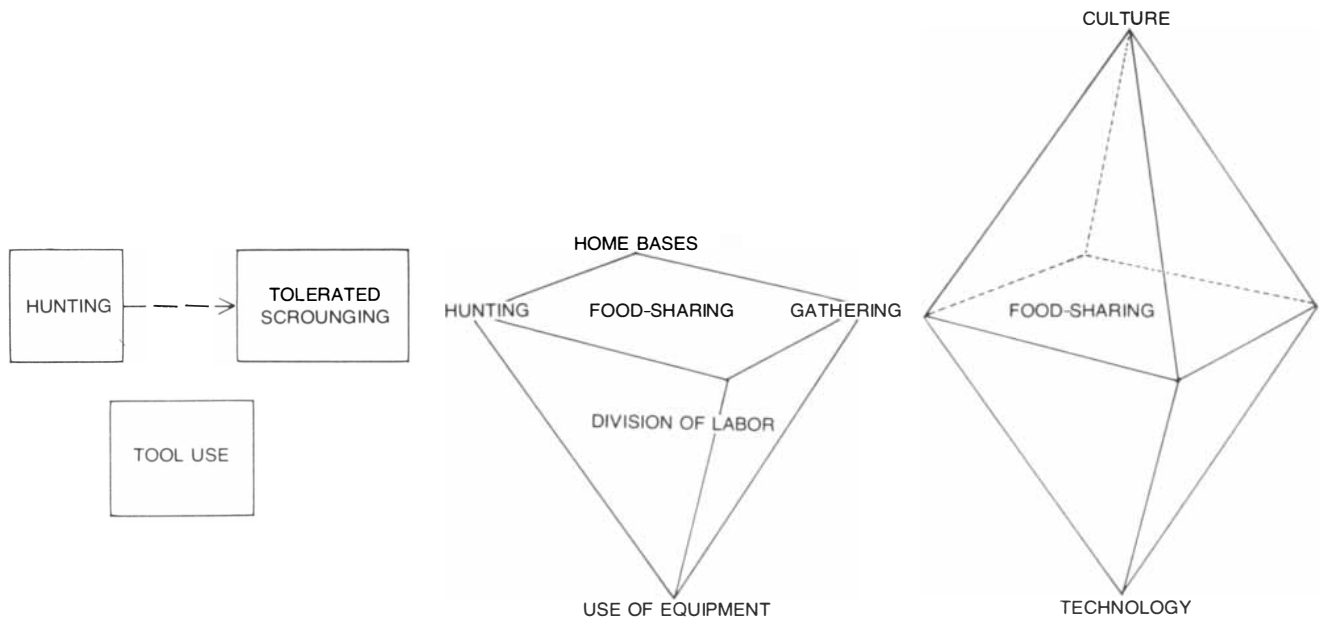 HUNTING
TOLERATED
SCROUNGING
TOOL USE
HOME BASES
HUNTING
FOOD-SHARING
GATHERING
DIVISION OF LABOR
USE OF EQUIPMENT
CULTURE
FOOD-SHARING
TECHNOLOGY